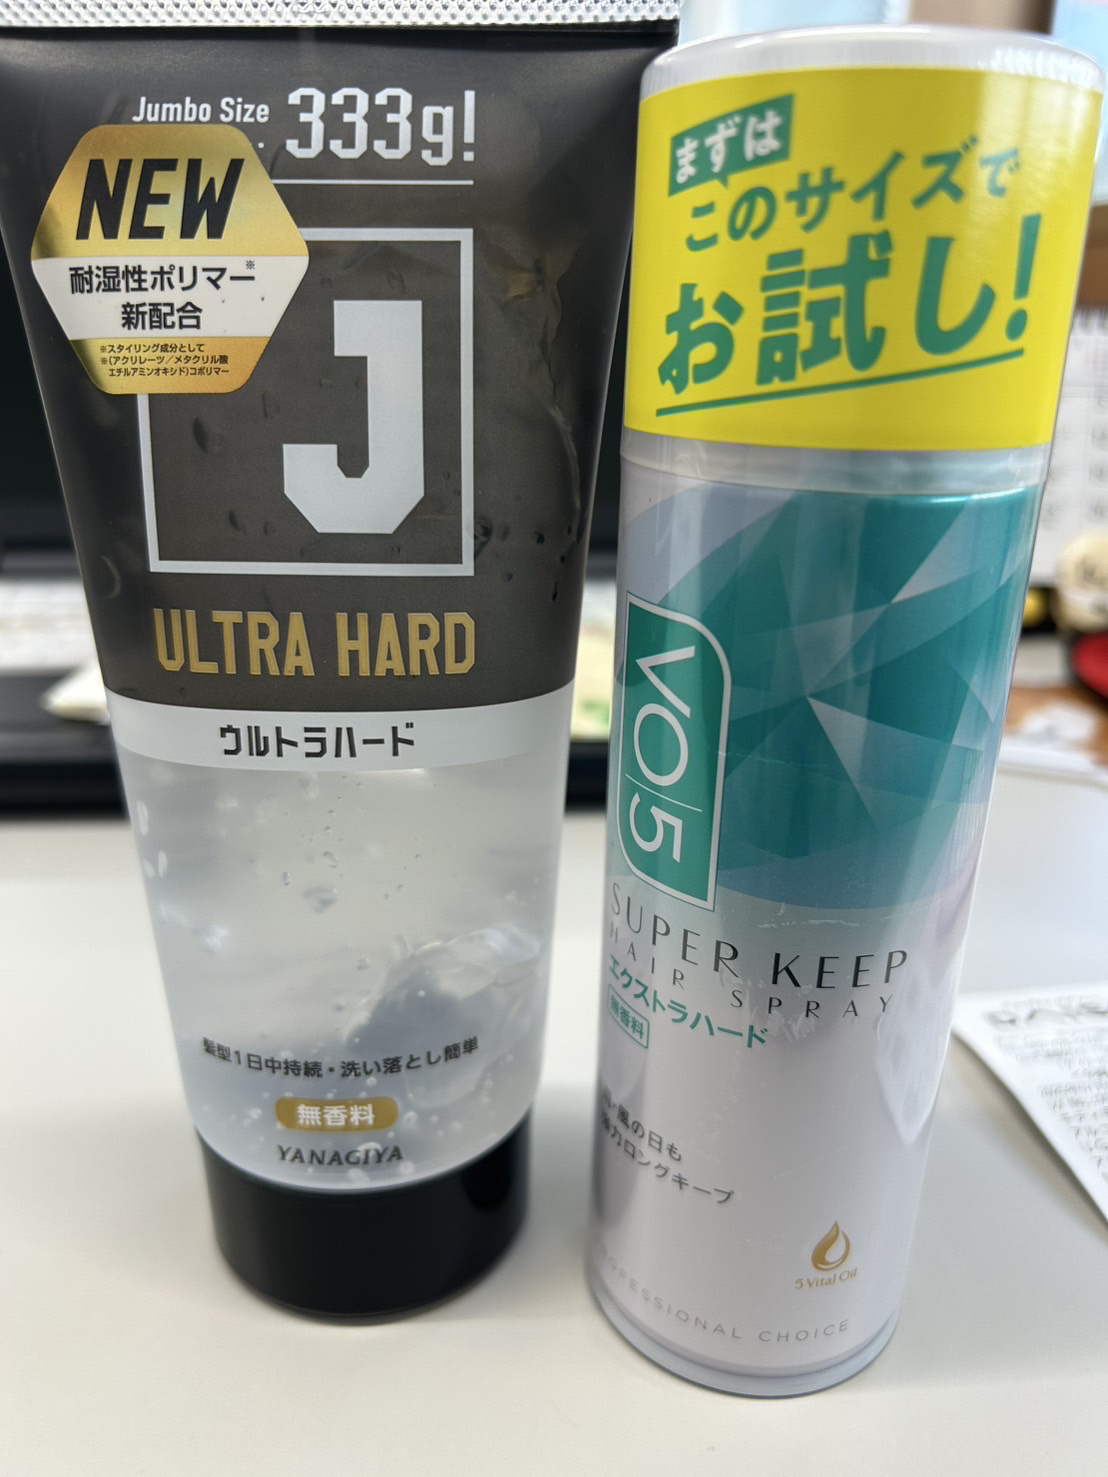 Jumbo Size 333g!
NEW
耐湿性ポリマー※
新配合
※スタイリング成分として
※(アクリレーツ/メタクリル酸
エチルアミンオキシド)コポリマー
J
ULTRA HARD
ウルトラハード
髪型1日中持続・洗い落とし簡単
無香料
YANAGIYA
まずは
このサイズで
お試し!
VO5
SUPER KEEP
HAIR SPRAY
エクストラハード
無香料
風の日も
ロングキープ
5 Vital Oil
PROFESSIONAL CHOICE